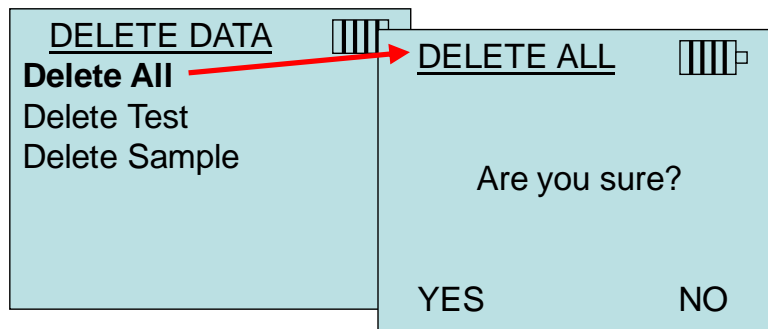 DELETE DATA
Delete All
Delete Test
Delete Sample
DELETE ALL
Are you sure?
YES NO